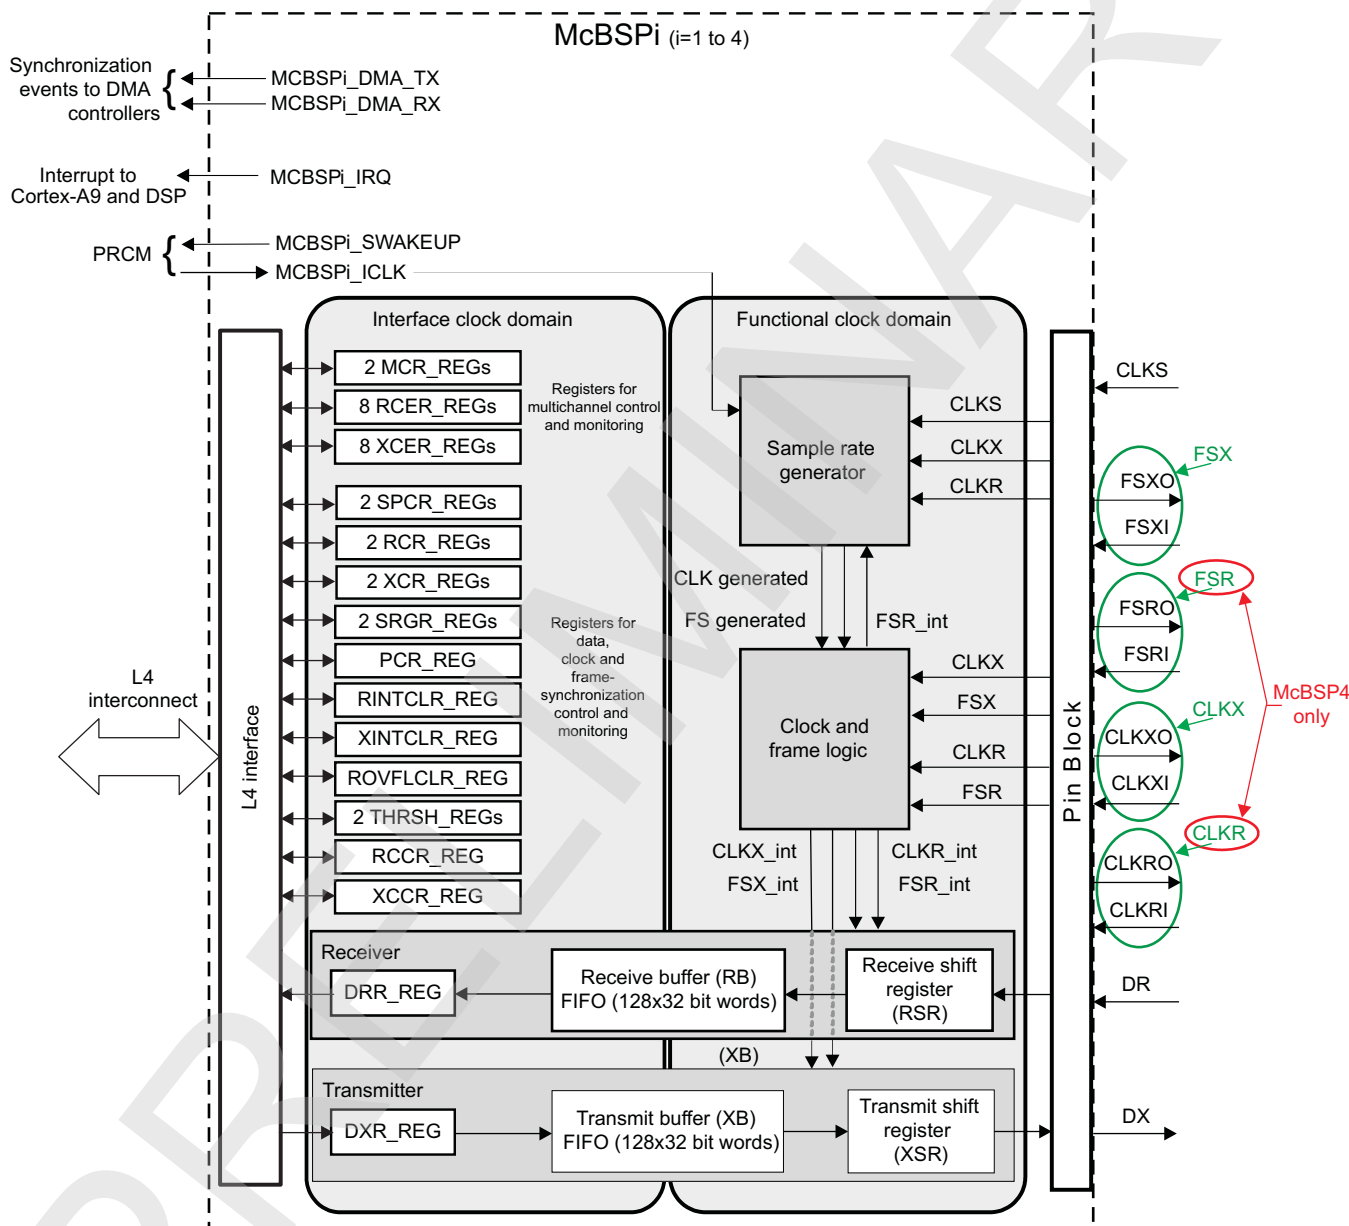 McBSPi (i=1 to 4)
Synchronization
events to DMA
controllers
MCBSPi_DMA_TX
MCBSPi_DMA_RX
Interrupt to
Cortex-A9 and DSP
MCBSPi_IRQ
PRCM
MCBSPi_SWAKEUP
MCBSPi_ICLK
Interface clock domain
Functional clock domain
2 MCR_REGs
8 RCER_REGs
8 XCER_REGs
Registers for
multichannel control
and monitoring
2 SPCR_REGs
2 RCR_REGs
2 XCR_REGs
2 SRGR_REGs
PCR_REG
RINTCLR_REG
XINTCLR_REG
ROVFLCLR_REG
2 THRSH_REGs
RCCR_REG
XCCR_REG
Registers for
data,
clock and
frame-
synchronization
control and
monitoring
L4
interconnect
L4 interface
Sample rate
generator
CLKS
CLKX
CLKR
CLK generated
FS generated
FSR_int
Clock and
frame logic
CLKX
FSX
CLKR
FSR
CLKX_int
FSX_int
CLKR_int
FSR_int
Pin Block
CLKS
FSX
FSXO
FSXI
FSR
FSRO
FSRI
McBSP4
only
CLKX
CLKXO
CLKXI
CLKR
CLKRO
CLKRI
DR
DX
Receiver
DRR_REG
Receive buffer (RB)
FIFO (128x32 bit words)
Receive shift
register
(RSR)
(XB)
Transmitter
DXR_REG
Transmit buffer (XB)
FIFO (128x32 bit words)
Transmit shift
register
(XSR)
PRELIMINAR